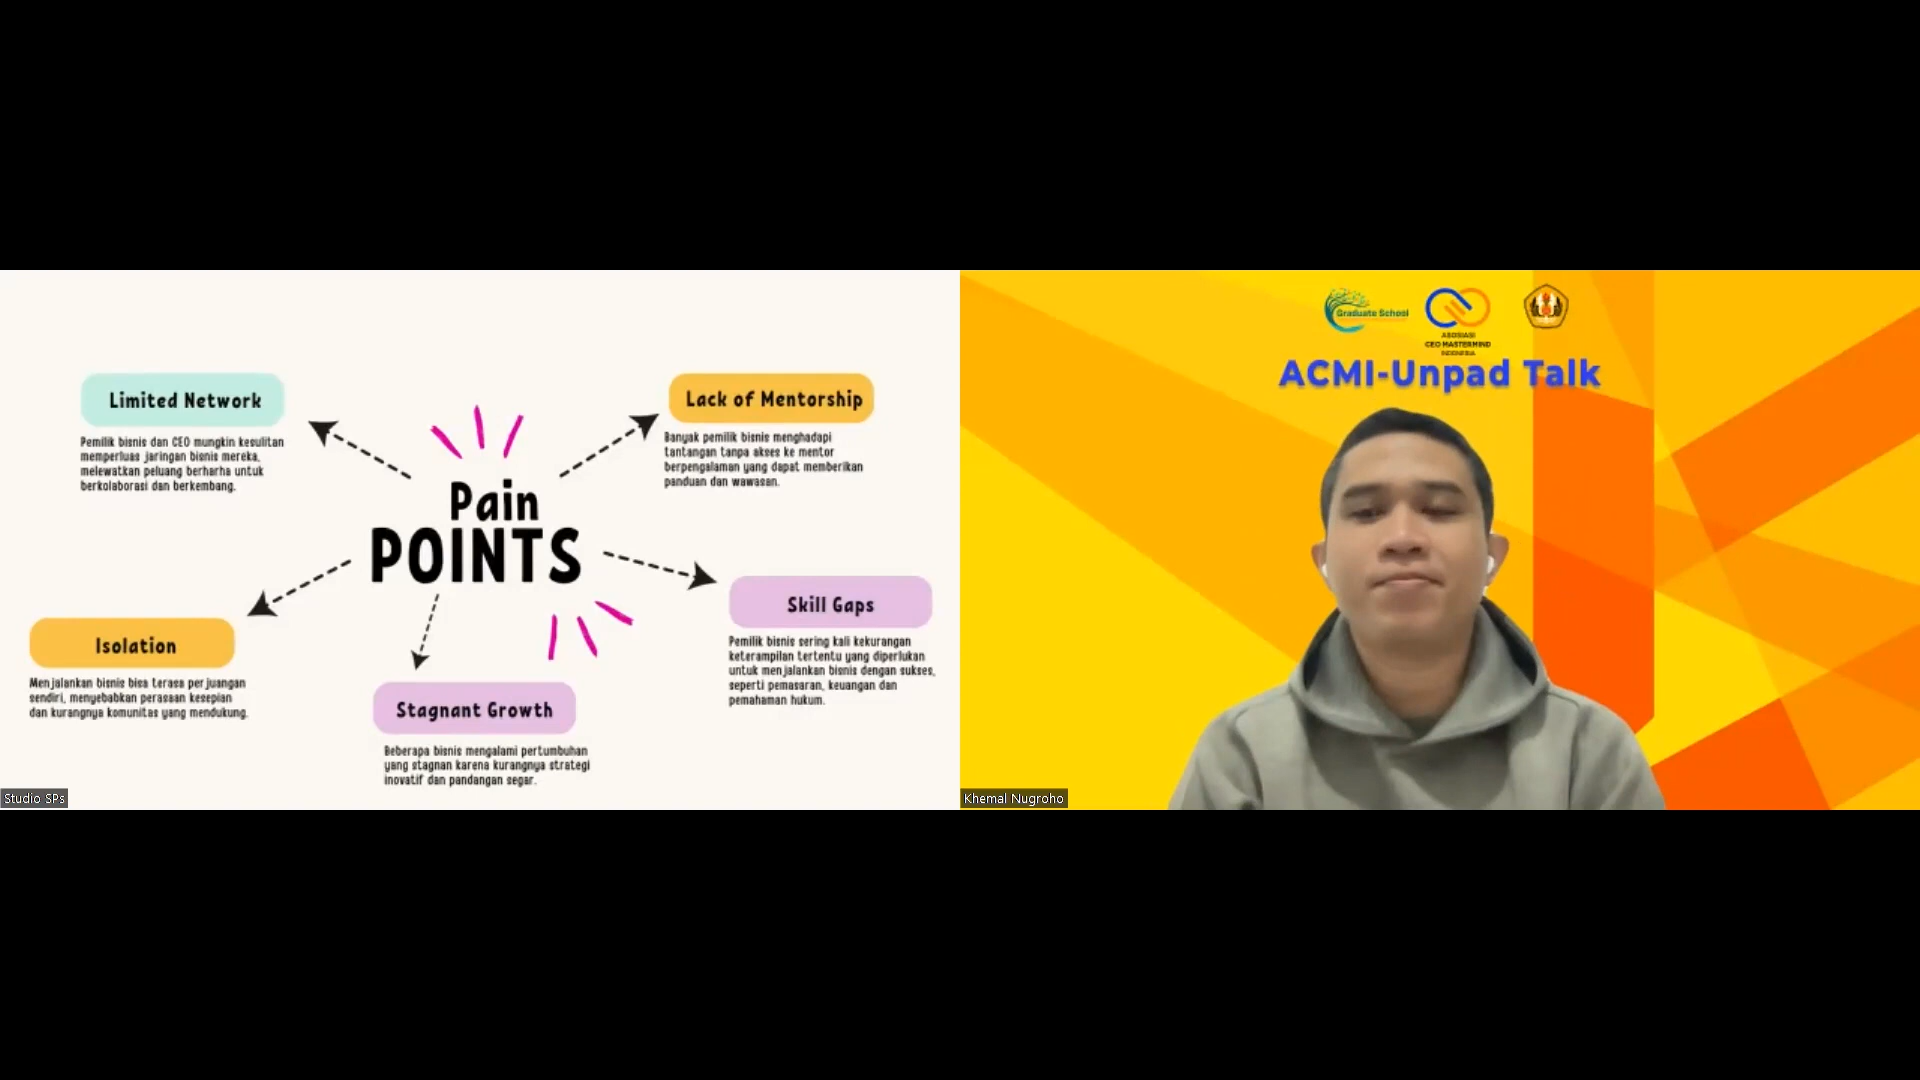 Limited Network
Pemilik bisnis dan CEO mungkin kesulitan
memperluas jaringan bisnis mereka,
melewatkan peluang berharha untuk
berkolaborasi dan berkembang.
Lack of Mentorship
Banyak pemilik bisnis menghadapi
tantangan tanpa akses ke mentor
berpengalaman yang dapat memberikan
panduan dan wawasan.
Pain
POINTS
Skill Gaps
Pemilik bisnis sering kali kekurangan
keterampilan tertentu yang diperlukan
untuk menjalankan bisnis dengan sukses,
seperti pemasaran, keuangan dan
pemahaman hukum.
Isolation
Menjalankan bisnis bisa terasa perjuangan
sendiri, menyebabkan perasaan kesepian
dan kurangnya komunitas yang mendukung.
Stagnant Growth
Beberapa bisnis mengalami pertumbuhan
yang stagnan karena kurangnya strategi
inovatif dan pandangan segar.
Studio SPs
Graduate School
ASOSIASI
CEO MASTERMIND
INDONESIA
ACMI-Unpad Talk
Khemal Nugroho